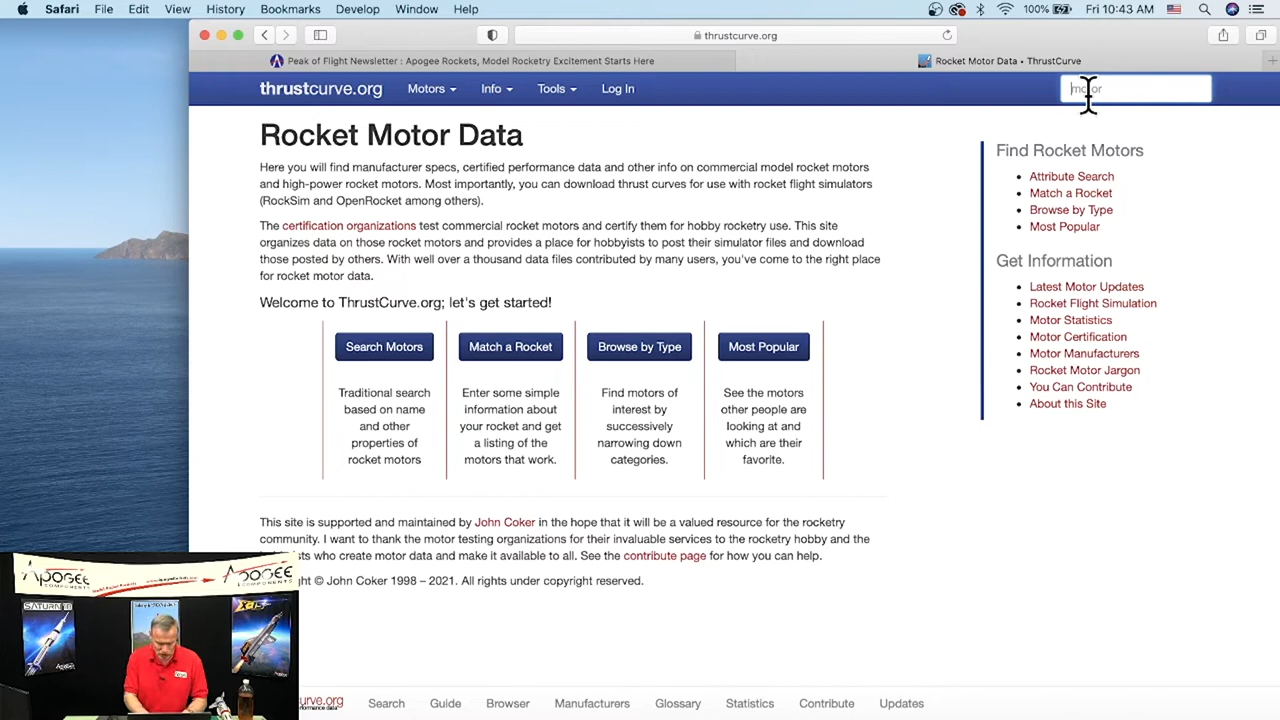 Safari File Edit View History Bookmarks Develop Window Help 100% Fri 10:43 AM
thrustcurve.org
Peak of Flight Newsletter : Apogee Rockets, Model Rocketry Excitement Starts Here
Rocket Motor Data • ThrustCurve
thrustcurve.org Motors Info Tools Log In
Rocket Motor Data
Here you will find manufacturer specs, certified performance data and other info on commercial model rocket motors
and high-power rocket motors. Most importantly, you can download thrust curves for use with rocket flight simulators
(RockSim and OpenRocket among others).
The certification organizations test commercial rocket motors and certify them for hobby rocketry use. This site
organizes data on those rocket motors and provides a place for hobbyists to post their simulator files and download
those posted by others. With well over a thousand data files contributed by many users, you've come to the right place
for rocket motor data.
Welcome to ThrustCurve.org; let's get started!
Search Motors
Traditional search
based on name
and other
properties of
rocket motors
Match a Rocket
Enter some simple
information about
your rocket and get
a listing of the
motors that work.
Browse by Type
Find motors of
interest by
successively
narrowing down
categories.
Most Popular
See the motors
other people are
looking at and
which are their
favorite.
This site is supported and maintained by John Coker in the hope that it will be a valued resource for the rocketry
community. I want to thank the motor testing organizations for their invaluable services to the rocketry hobby and the
ists who create motor data and make it available to all. See the contribute page for how you can help.
ght © John Coker 1998 – 2021. All rights under copyright reserved.
Find Rocket Motors
Attribute Search
Match a Rocket
Browse by Type
Most Popular
Get Information
Latest Motor Updates
Rocket Flight Simulation
Motor Statistics
Motor Certification
Motor Manufacturers
Rocket Motor Jargon
You Can Contribute
About this Site
APOGEE
COMPONENTS
APOGEE
COMPONENTS
SATURN
Search Guide Browser Manufacturers Glossary Statistics Contribute Updates